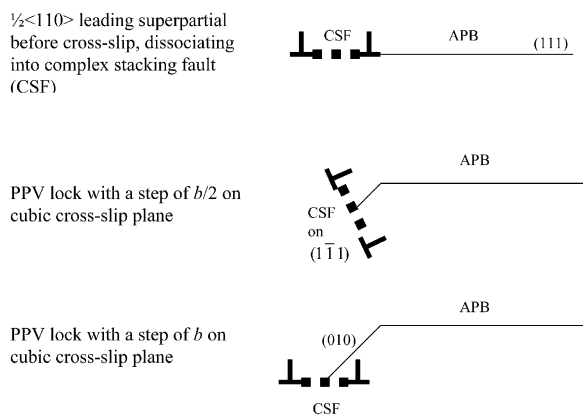 ½<110> leading superpartial
before cross-slip, dissociating
into complex stacking fault
(CSF)
CSF
APB
(111)
PPV lock with a step of b/2 on
cubic cross-slip plane
APB
CSF
on
(11̅1)
PPV lock with a step of b on
cubic cross-slip plane
APB
(010)
CSF